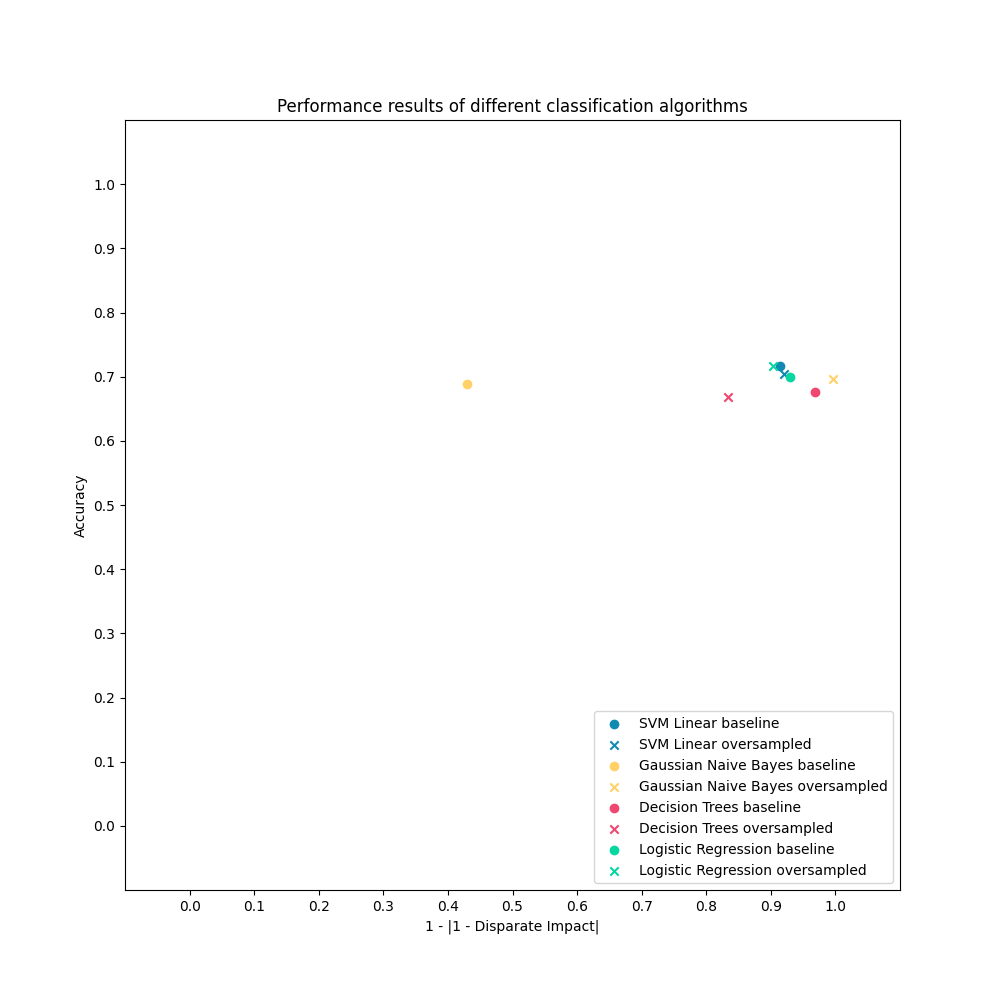 Performance results of different classification algorithms
1.0
0.9
0.8
0.7
0.6
0.5
0.4
0.3
0.2
0.1
0.0
Accuracy
SVM Linear baseline
SVM Linear oversampled
Gaussian Naive Bayes baseline
Gaussian Naive Bayes oversampled
Decision Trees baseline
Decision Trees oversampled
Logistic Regression baseline
Logistic Regression oversampled
0.0 0.1 0.2 0.3 0.4 0.5 0.6 0.7 0.8 0.9 1.0
1 - |1 - Disparate Impact|